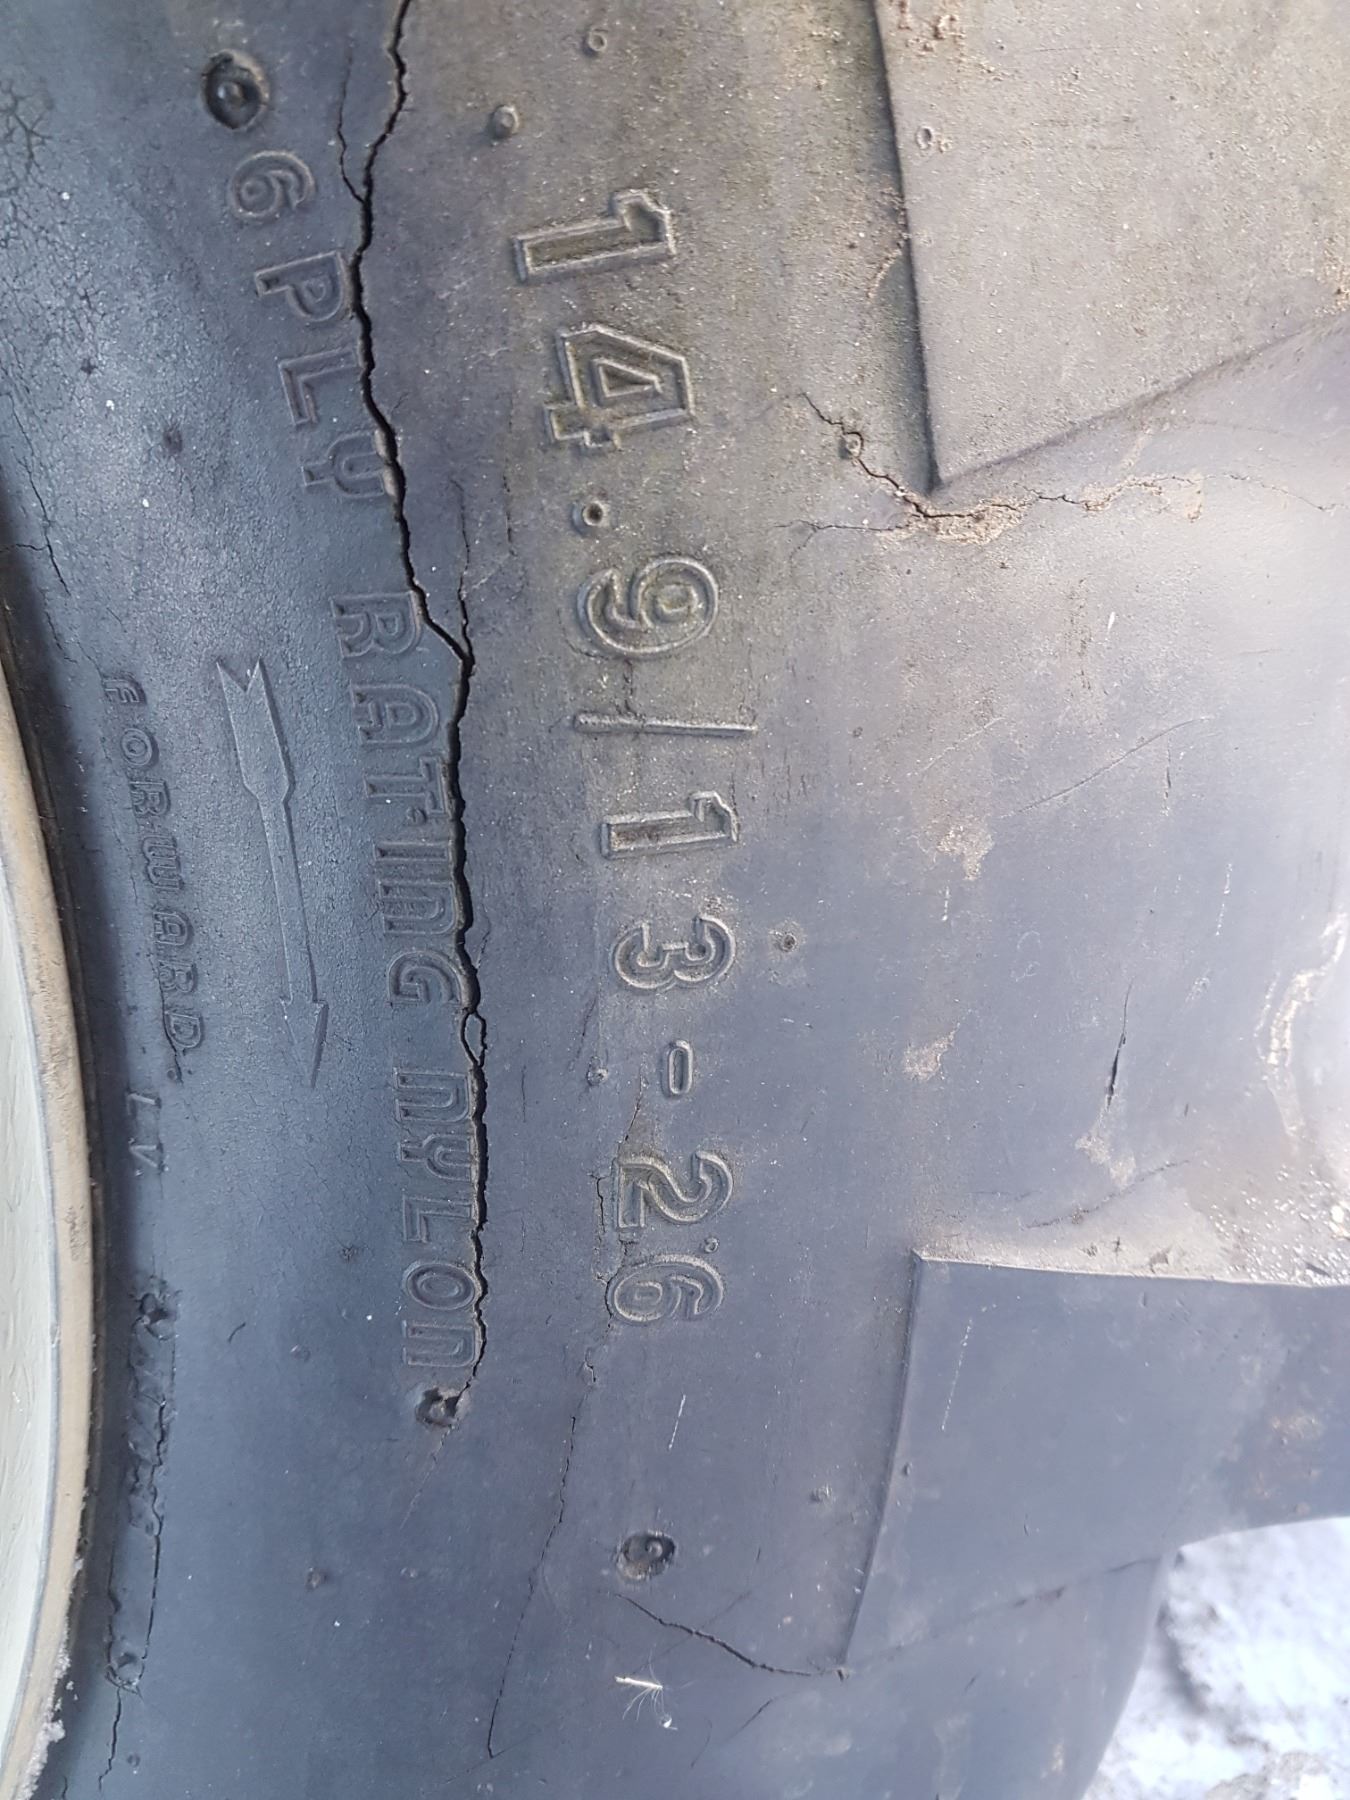 14.9/13-26
6 PLY RATING NYLON
FORWARD